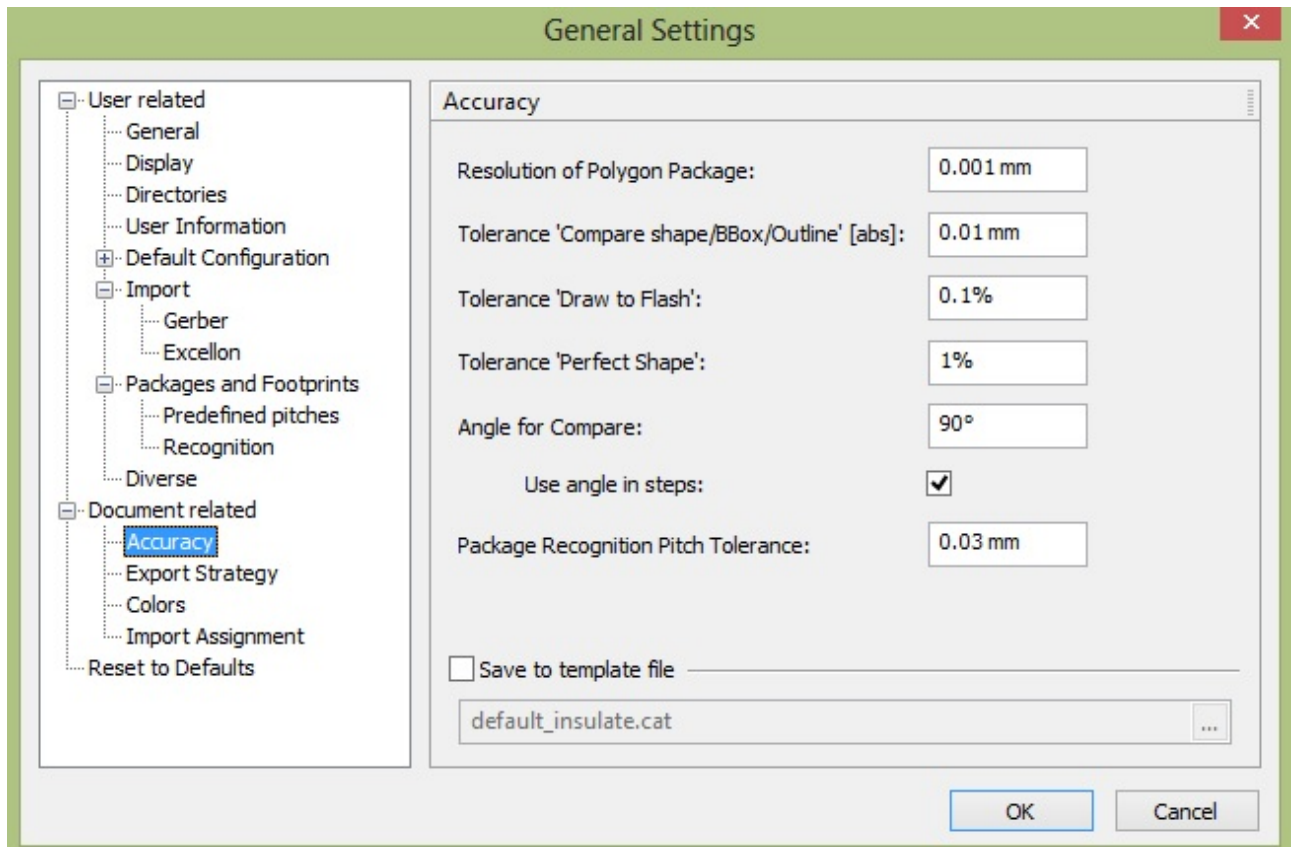 General Settings
User related
General
Display
Directories
User Information
Default Configuration
Import
Gerber
Excellon
Packages and Footprints
Predefined pitches
Recognition
Diverse
Document related
Accuracy
Export Strategy
Colors
Import Assignment
Reset to Defaults
Accuracy
Resolution of Polygon Package: 0.001 mm
Tolerance 'Compare shape/BBox/Outline' [abs]: 0.01 mm
Tolerance 'Draw to Flash': 0.1%
Tolerance 'Perfect Shape': 1%
Angle for Compare: 90°
Use angle in steps:
Package Recognition Pitch Tolerance: 0.03 mm
Save to template file
default_insulate.cat ...
OK Cancel